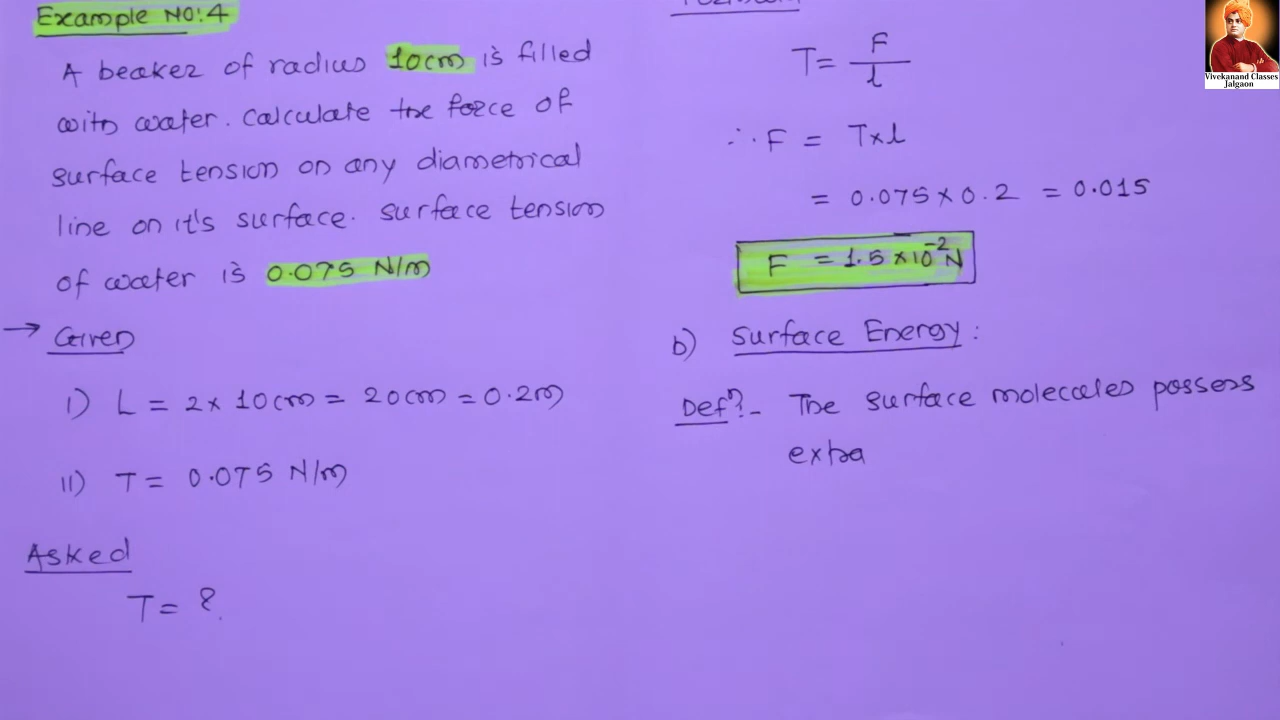 Example No:4
A beaker of radius 10cm is filled
with water. Calculate the force of
surface tension on any diametrical
line on it's surface. surface tension
of water is 0.075 N/m
→ Given
i) L = 2 × 10cm = 20cm = 0.2m
ii) T = 0.075 N/m
Asked
T = ?
T = F / l
∴ F = T×l
= 0.075 × 0.2 = 0.015
F = 1.5 × 10⁻² N
b) Surface Energy :
Defⁿ:- The surface molecules possess
extra
Vivekanand Classes
Jalgaon